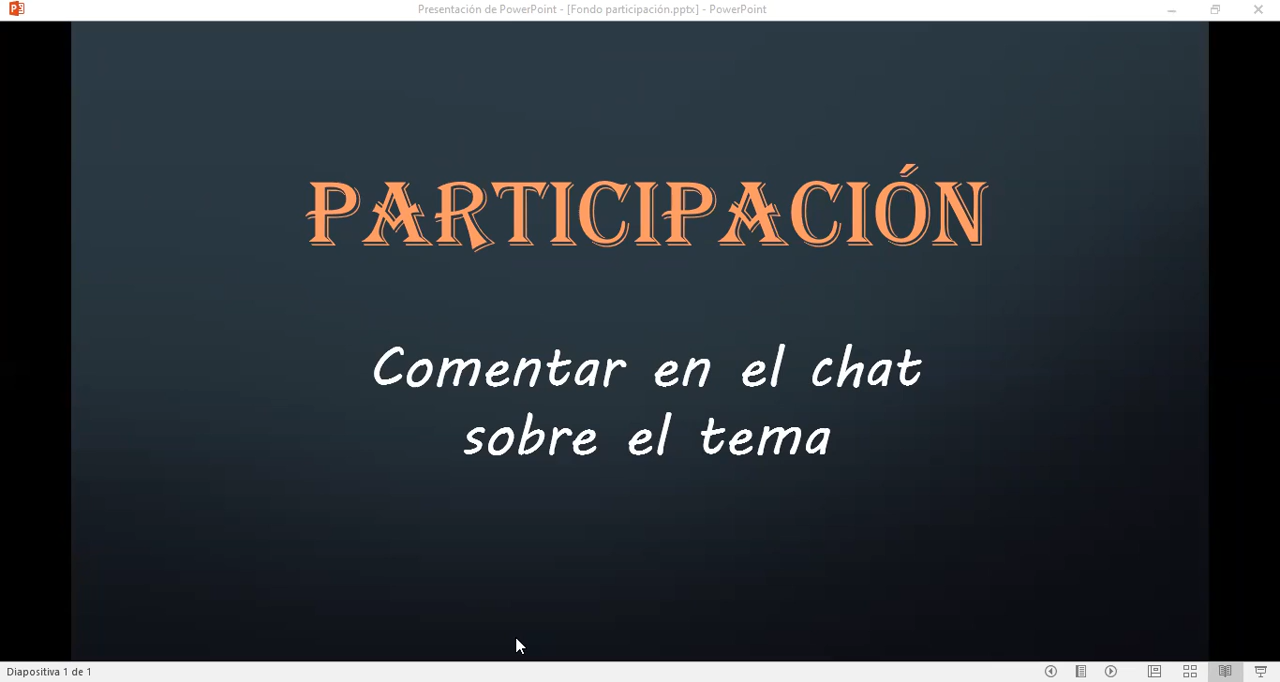 Presentación de PowerPoint - [Fondo participación.pptx] - PowerPoint
PARTICIPACIÓN
Comentar en el chat
sobre el tema
Diapositiva 1 de 1